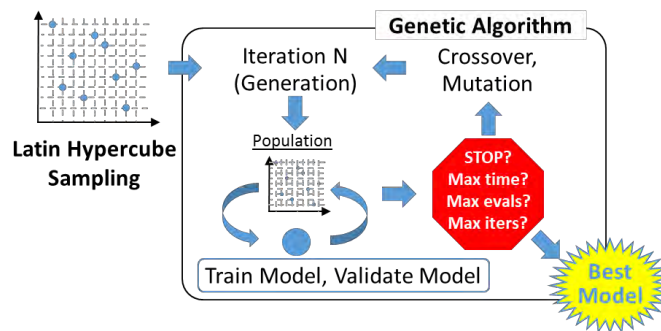 Genetic Algorithm
Iteration N
(Generation)
Crossover,
Mutation
Latin Hypercube
Sampling
Population
STOP?
Max time?
Max evals?
Max iters?
Train Model, Validate Model
Best
Model